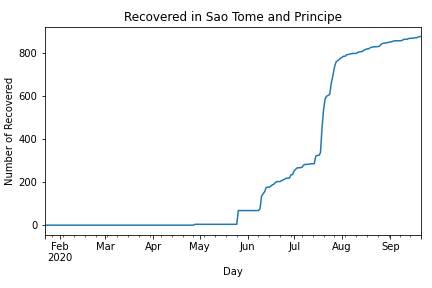 Recovered in Sao Tome and Principe
Number of Recovered
800
600
400
200
0
Feb Mar Apr May Jun Jul Aug Sep
2020
Day